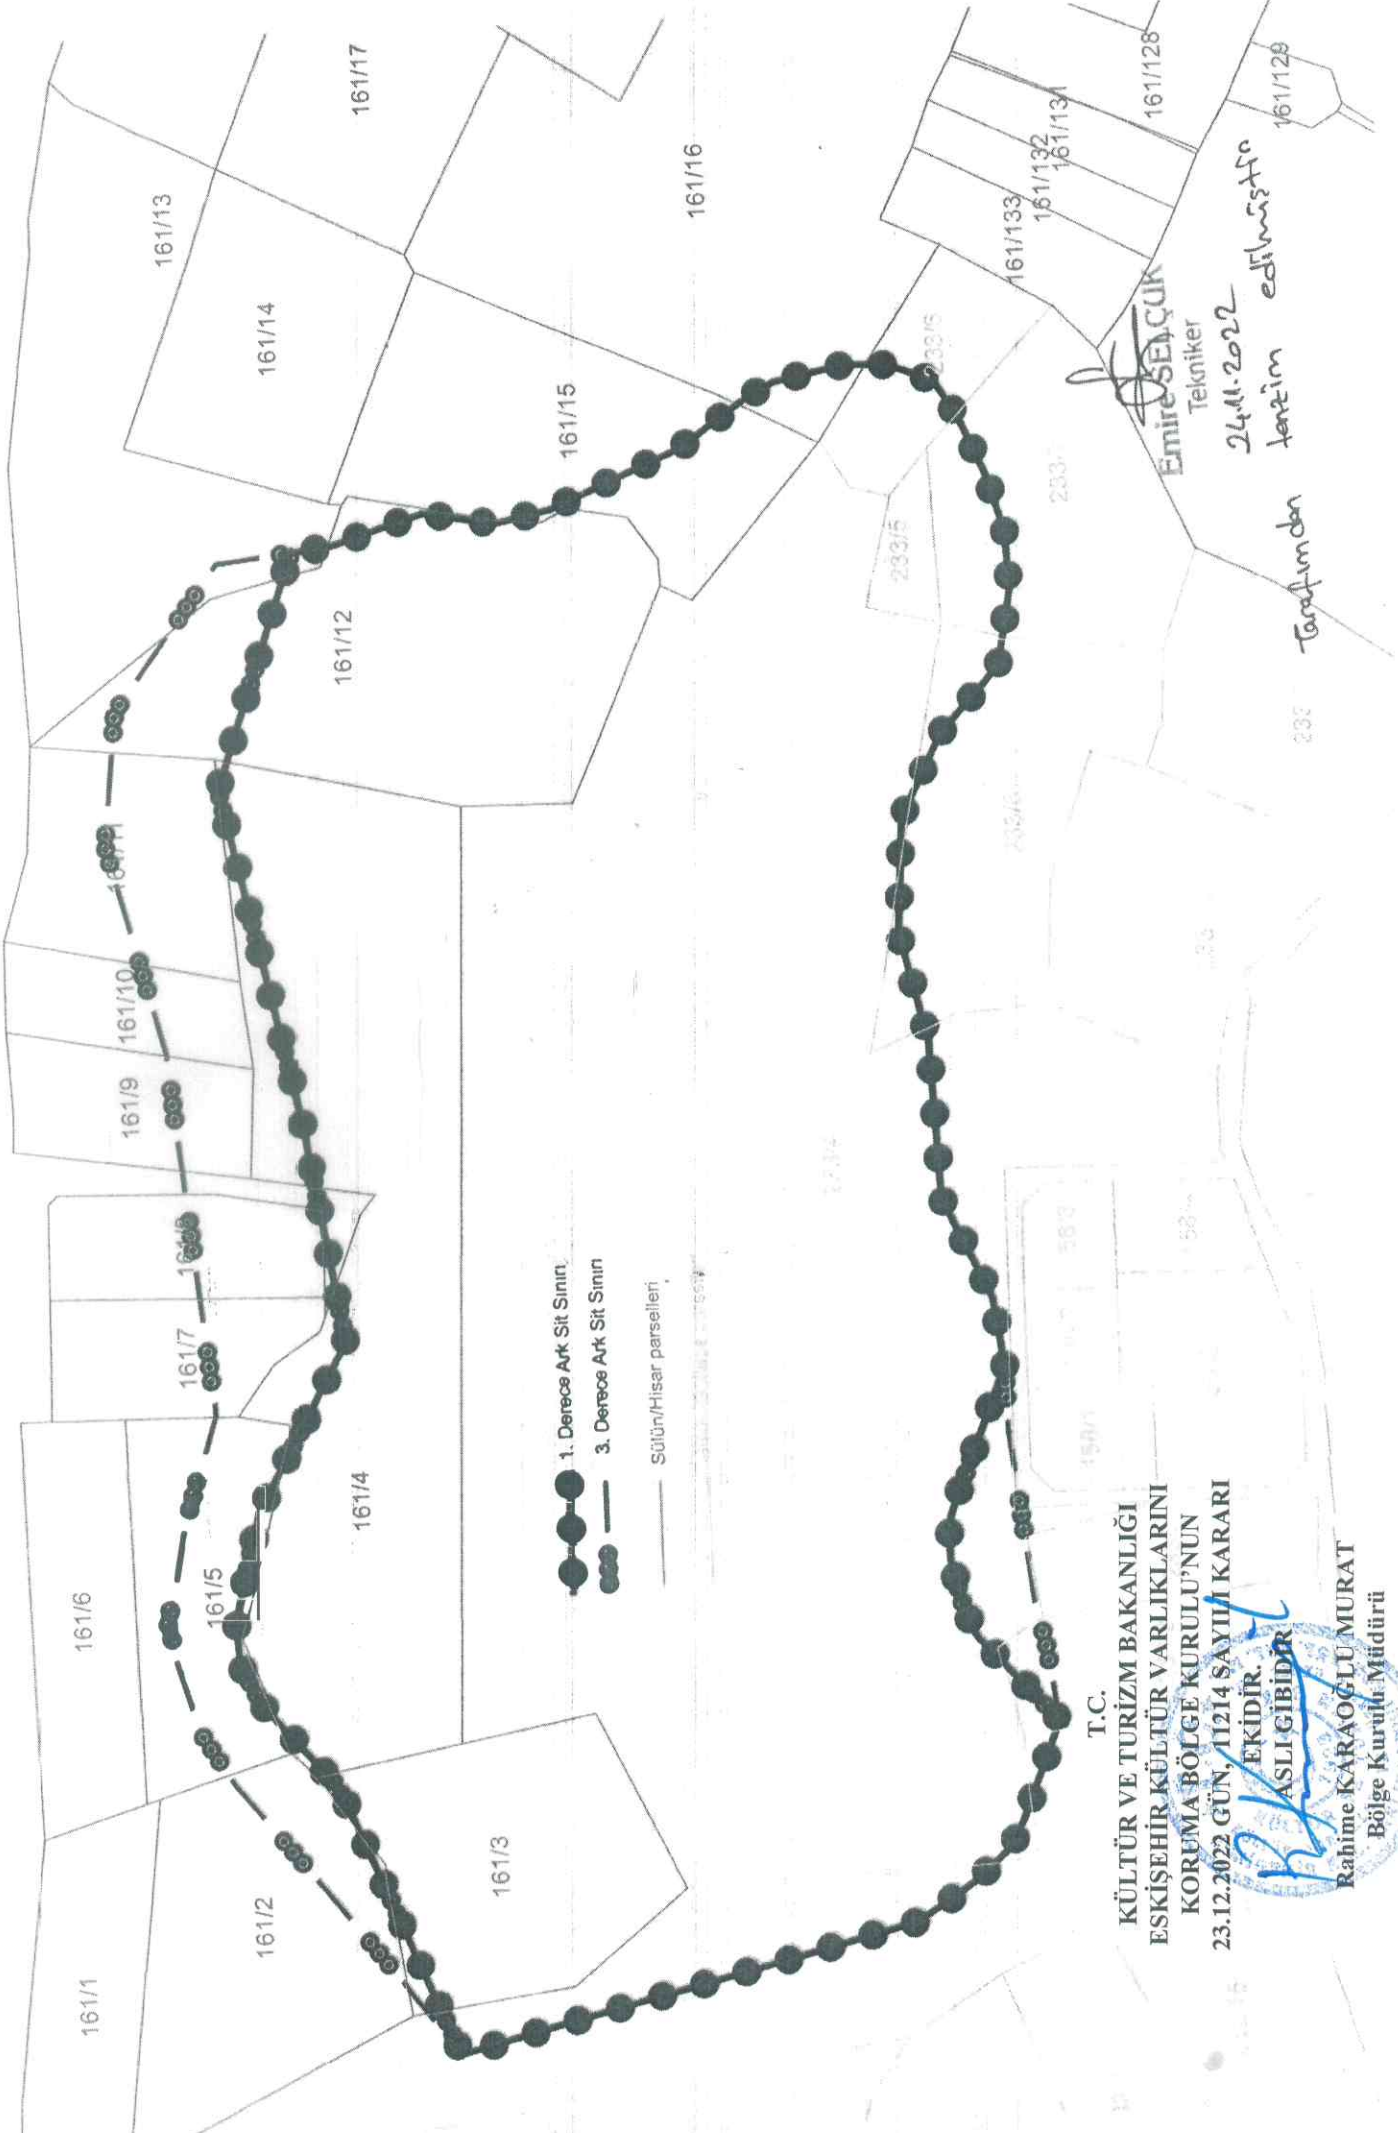 161/1
161/2
161/3
161/4
161/5
161/6
161/7
161/8
161/9
161/10
161/11
161/12
161/13
161/14
161/15
161/16
161/17
161/133
161/132
161/131
161/128
161/129
233/5
233/6
1. Derece Ark Sit Sınırı
3. Derece Ark Sit Sınırı
Sülün/Hisar parselleri
T.C.
KÜLTÜR VE TURİZM BAKANLIĞI
ESKİŞEHİR KÜLTÜR VARLIKLARINI
KORUMA BÖLGE KURULU'NUN
23.12.2022 GÜN, 11214 SAYILI KARARI
EKİDİR.
ASLI GİBİDİR
Rahime KARAOĞLU MURAT
Bölge Kurulu Müdürü
Emire SELÇUK
Tekniker
24.11.2022
Tarafımdan tanzim edilmiştir